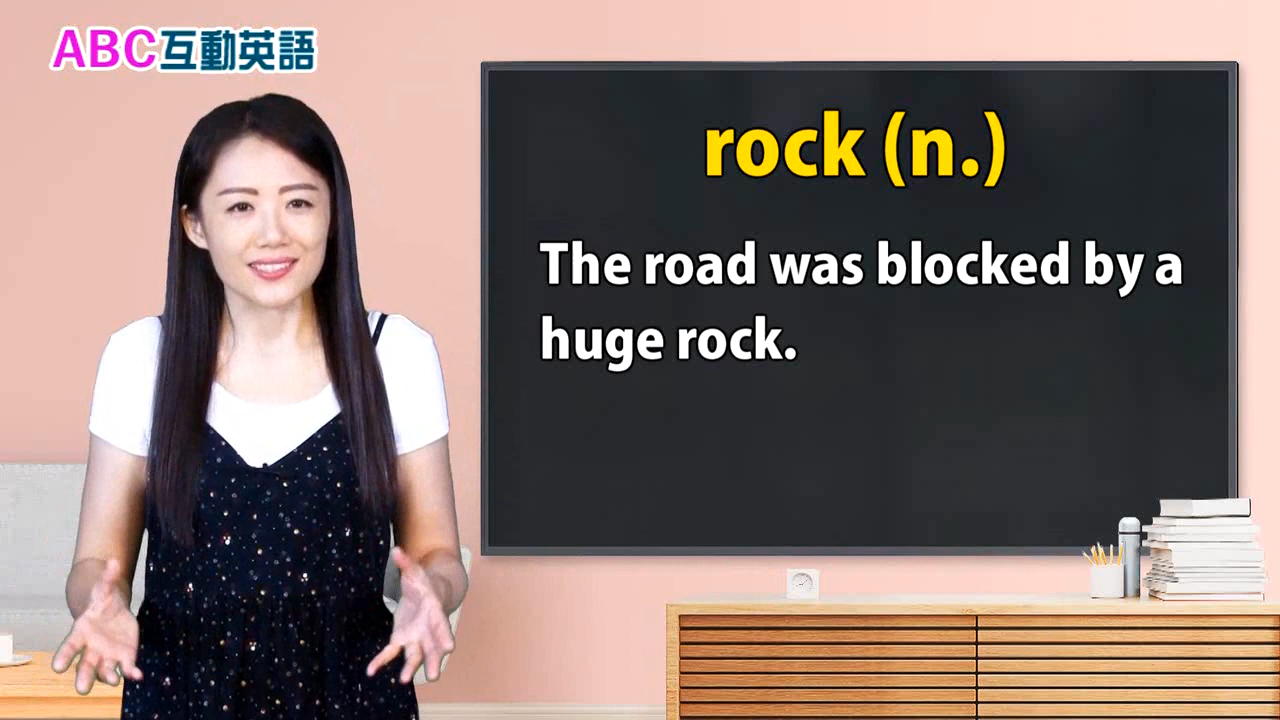 ABC互動英語
rock (n.)
The road was blocked by a
huge rock.